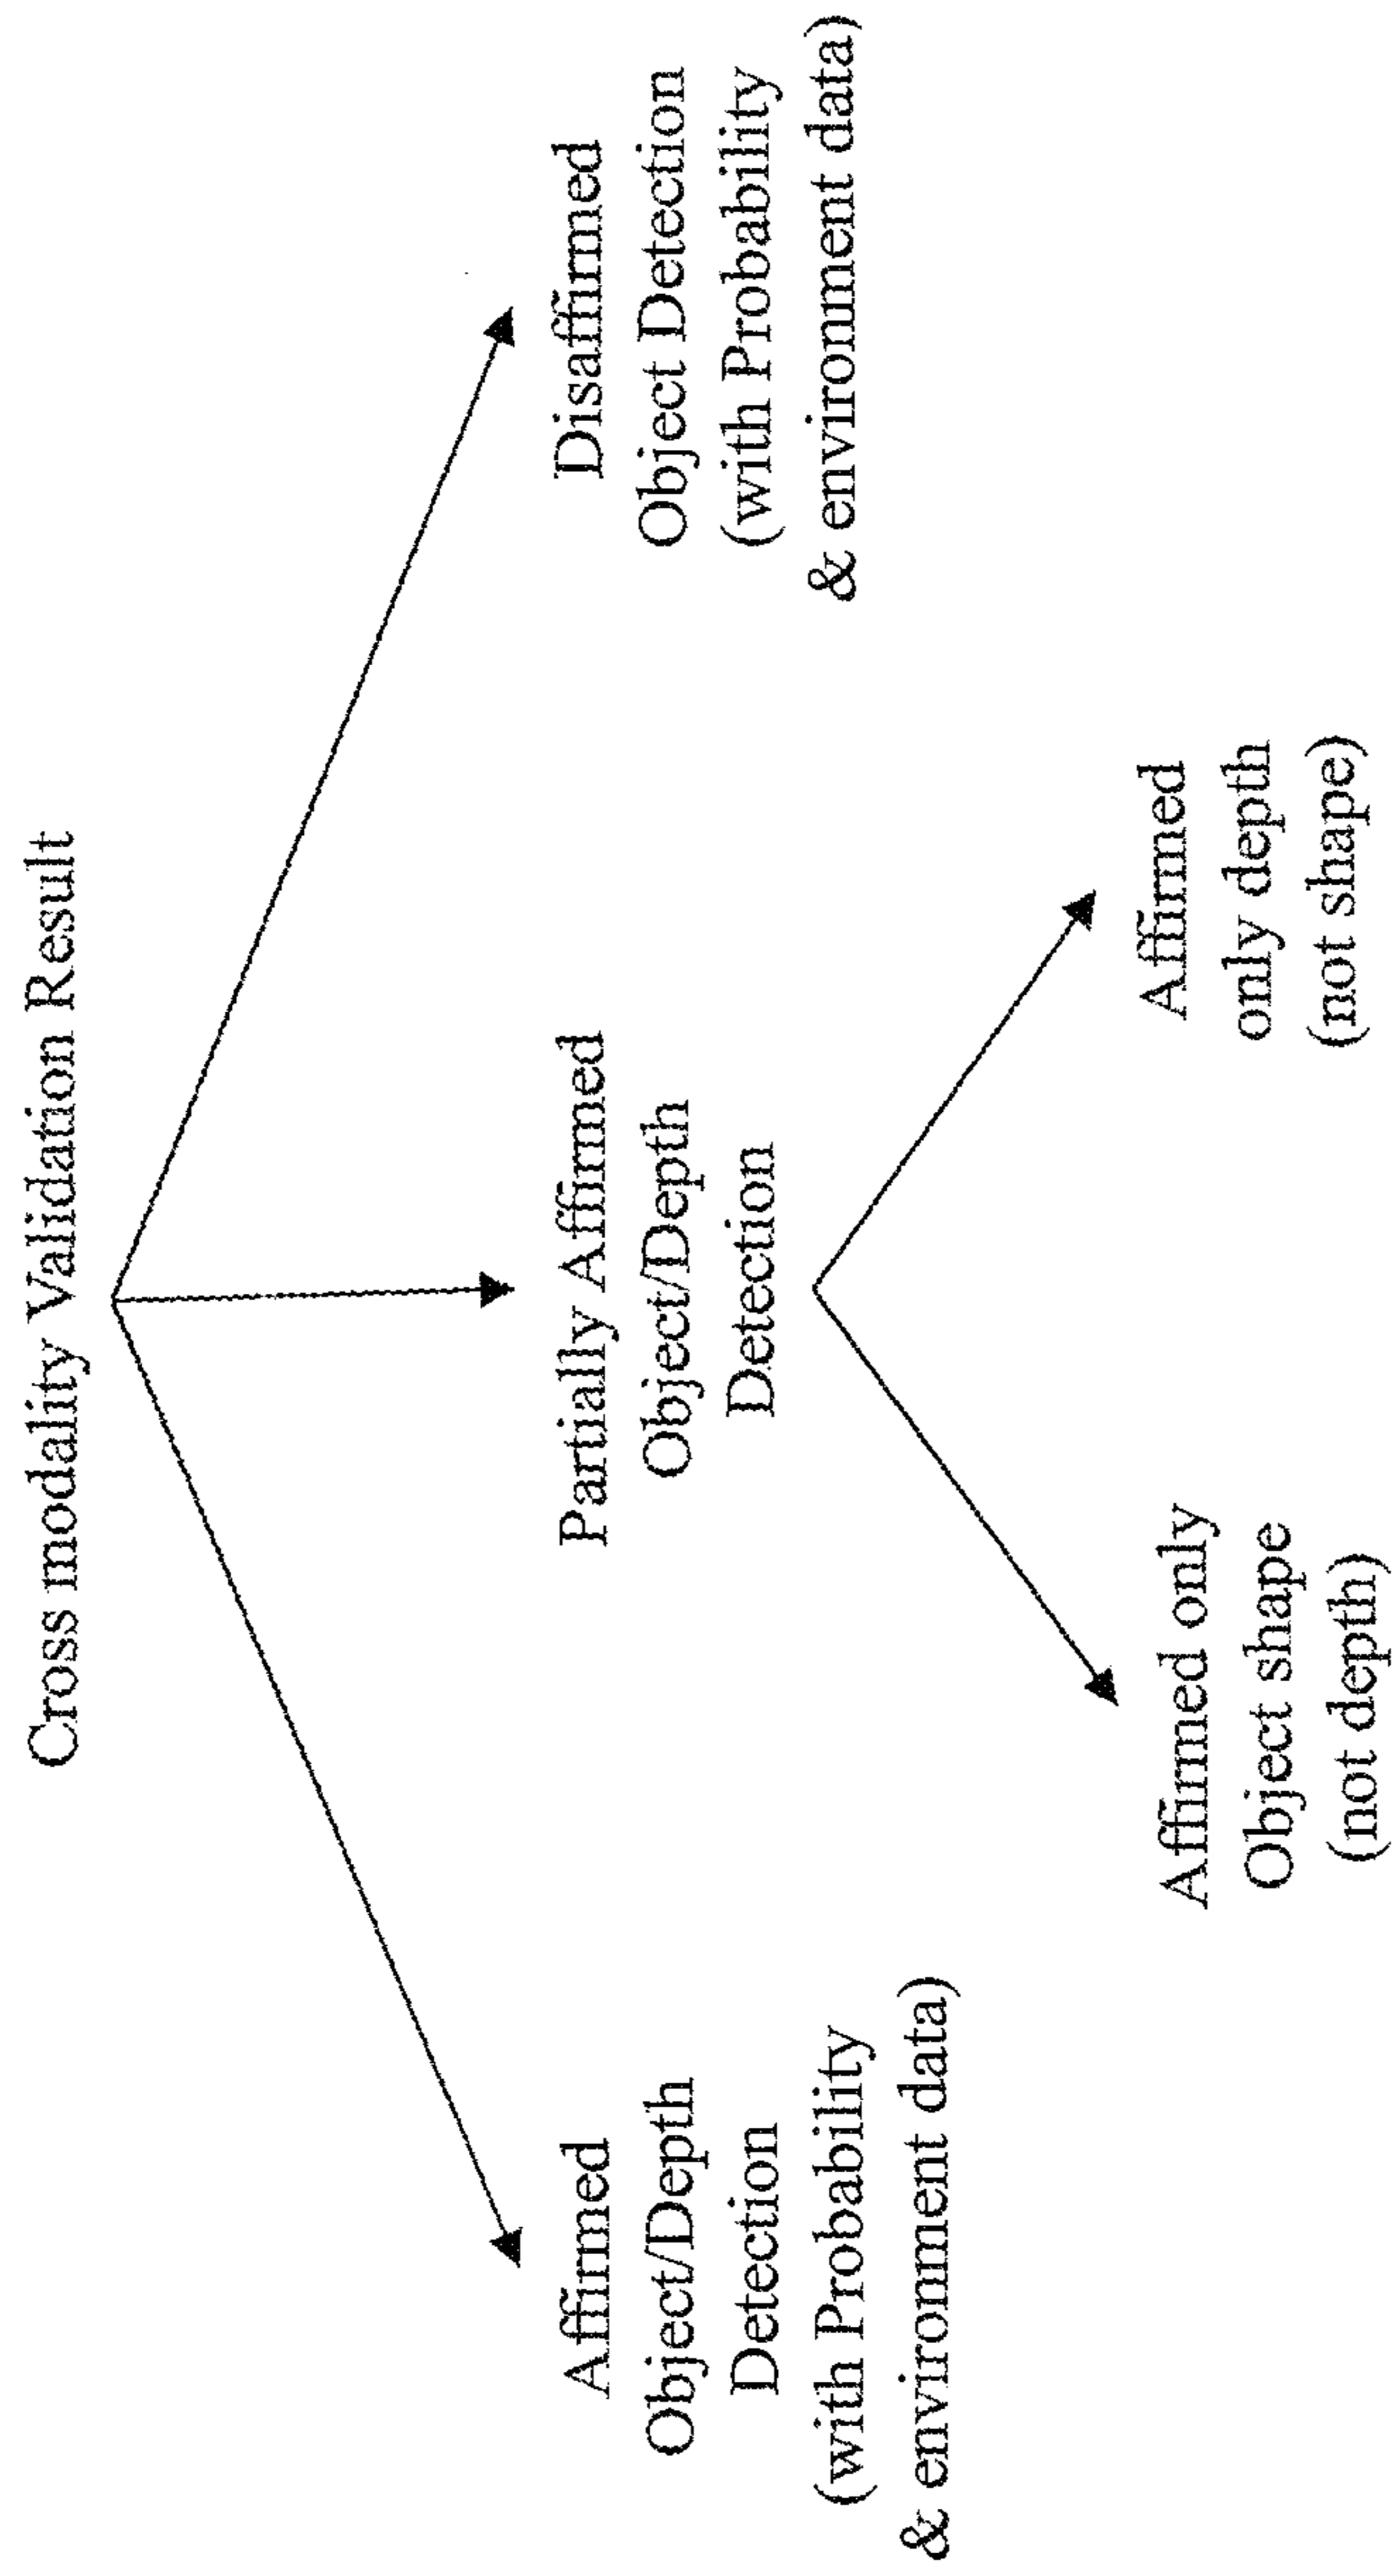 Cross modality Validation Result
Affirmed
Object/Depth
Detection
(with Probability
& environment data)
Partially Affirmed
Object/Depth
Detection
Disaffirmed
Object Detection
(with Probability
& environment data)
Affirmed only
Object shape
(not depth)
Affirmed
only depth
(not shape)